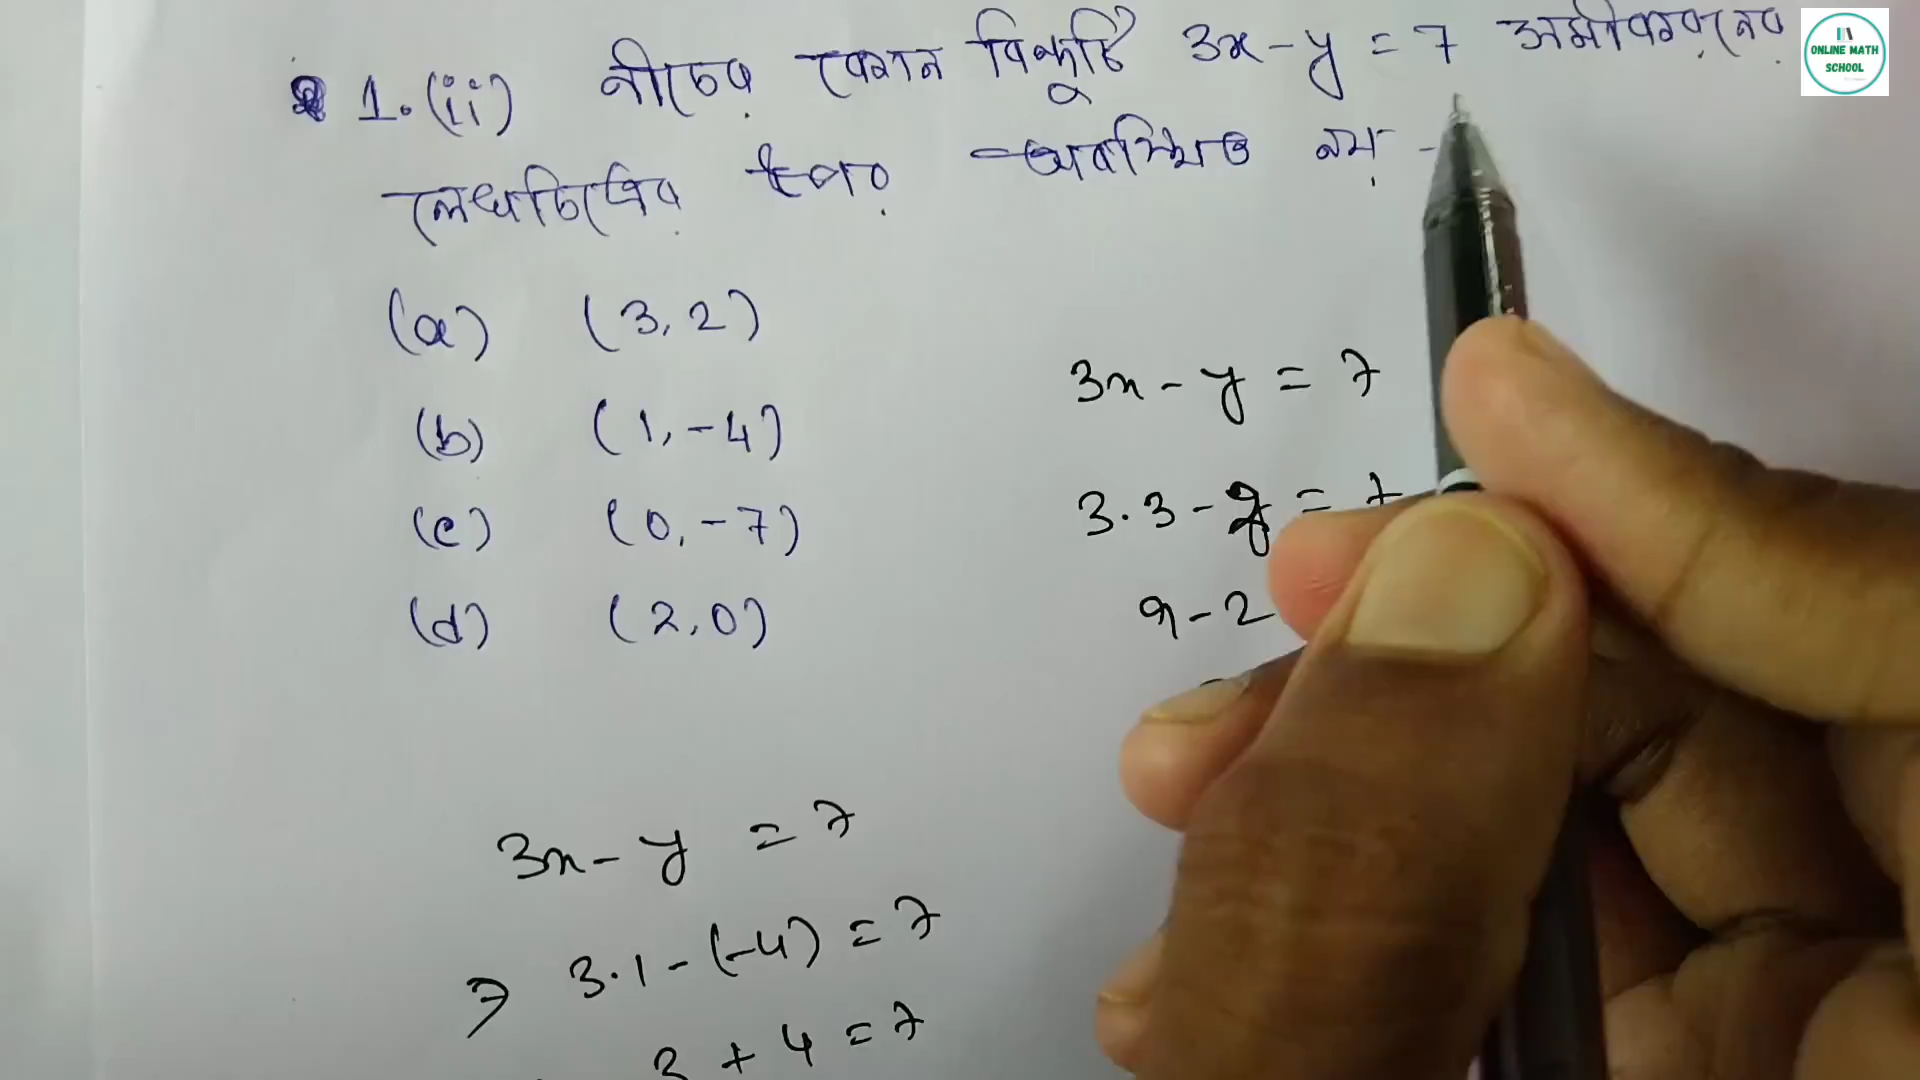 1. (ii) নীচের কোন বিন্দুটি 3x - y = 7 সমীকরণের
লেখচিত্রের উপর অবস্থিত নয় -
(a) (3, 2)
(b) (1, -4)
(c) (0, -7)
(d) (2, 0)
3x - y = 7
3.3 - 2 = 7
9 - 2
3x - y = 7
⇒ 3.1 - (-4) = 7
3 + 4 = 7
ONLINE MATH
SCHOOL